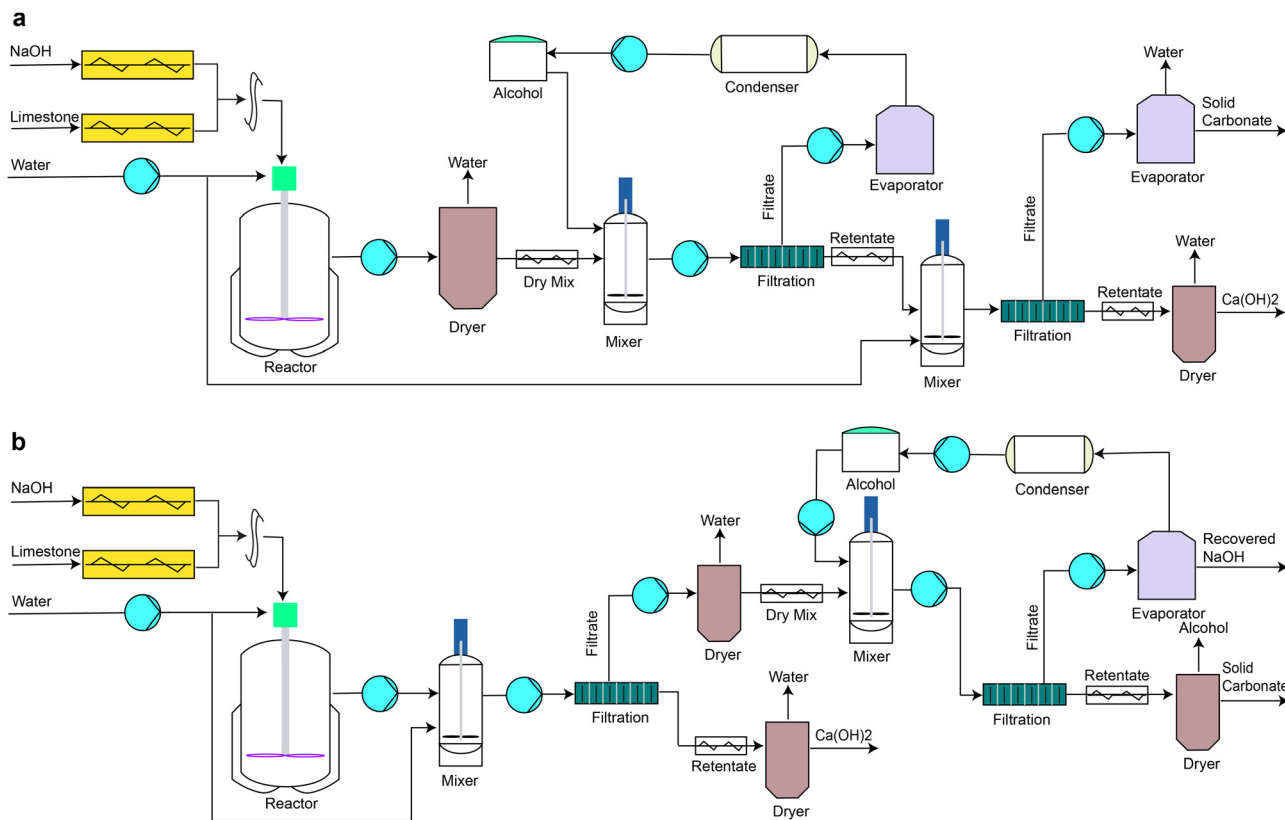 a
NaOH
Limestone
Water
Reactor
Water
Dryer
Dry Mix
Alcohol
Condenser
Mixer
Filtration
Filtrate
Evaporator
Retentate
Mixer
Filtration
Filtrate
Water
Solid
Carbonate
Evaporator
Retentate
Water
Ca(OH)2
Dryer
b
NaOH
Limestone
Water
Reactor
Mixer
Filtration
Filtrate
Retentate
Water
Dryer
Water
Ca(OH)2
Dryer
Dry Mix
Alcohol
Condenser
Mixer
Filtration
Filtrate
Recovered
NaOH
Evaporator
Retentate
Alcohol
Solid
Carbonate
Dryer